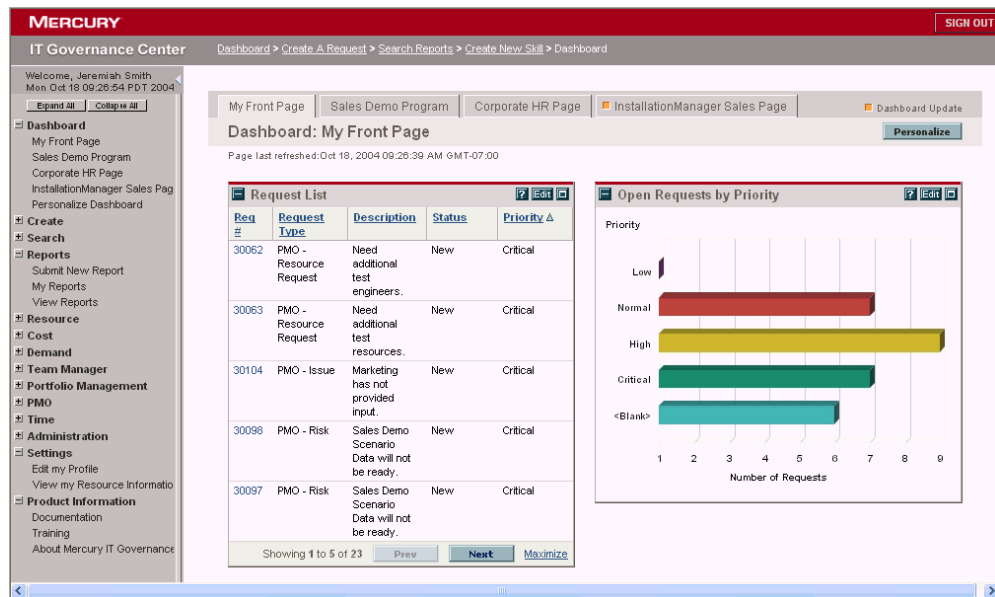 MERCURY
SIGN OUT
IT Governance Center
Dashboard > Create A Request > Search Reports > Create New Skill > Dashboard
Welcome, Jeremiah Smith
Mon Oct 18 09:26:54 PDT 2004
Expand All
Collapse All
Dashboard
My Front Page
Sales Demo Program
Corporate HR Page
InstallationManager Sales Pag
Personalize Dashboard
Create
Search
Reports
Submit New Report
My Reports
View Reports
Resource
Cost
Demand
Team Manager
Portfolio Management
PMO
Time
Administration
Settings
Edit my Profile
View my Resource Informatio
Product Information
Documentation
Training
About Mercury IT Governance
My Front Page
Sales Demo Program
Corporate HR Page
InstallationManager Sales Page
Dashboard Update
Dashboard: My Front Page
Personalize
Page last refreshed:Oct 18, 2004 09:26:39 AM GMT-07:00
Request List
? Edit
Req #
Request Type
Description
Status
Priority
30062
PMO -
Resource
Request
Need
additional
test
engineers.
New
Critical
30063
PMO -
Resource
Request
Need
additional
test
resources.
New
Critical
30104
PMO - Issue
Marketing
has not
provided
input.
New
Critical
30098
PMO - Risk
Sales Demo
Scenario
Data will not
be ready.
New
Critical
30097
PMO - Risk
Sales Demo
Scenario
Data will not
be ready.
New
Critical
Showing 1 to 5 of 23
Prev
Next
Maximize
Open Requests by Priority
? Edit
Priority
Low
Normal
High
Critical
<Blank>
1 2 3 4 5 6 7 8 9
Number of Requests